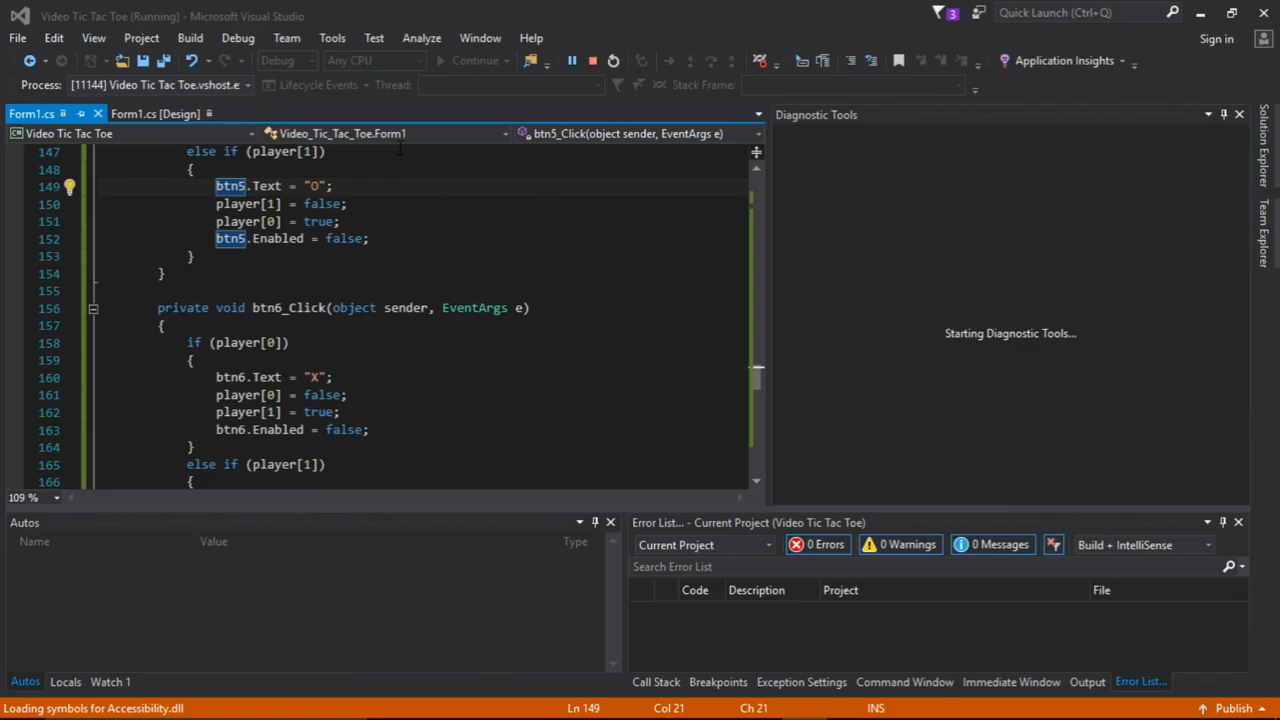 Video Tic Tac Toe (Running) - Microsoft Visual Studio
3
Quick Launch (Ctrl+Q)
File Edit View Project Build Debug Team Tools Test Analyze Window Help
Sign in
Debug Any CPU Continue Application Insights
Process: [11144] Video Tic Tac Toe.vshost.e Lifecycle Events Thread: Stack Frame:
Form1.cs Form1.cs [Design]
Diagnostic Tools
Video Tic Tac Toe Video_Tic_Tac_Toe.Form1 btn5_Click(object sender, EventArgs e)
147 else if (player[1])
148 {
149 btn5.Text = "O";
150 player[1] = false;
151 player[0] = true;
152 btn5.Enabled = false;
153 }
154 }
155
156 private void btn6_Click(object sender, EventArgs e)
157 {
158 if (player[0])
159 {
160 btn6.Text = "X";
161 player[0] = false;
162 player[1] = true;
163 btn6.Enabled = false;
164 }
165 else if (player[1])
166 {
109 %
Starting Diagnostic Tools...
Solution Explorer
Team Explorer
Autos
Name Value Type
Error List... - Current Project (Video Tic Tac Toe)
Current Project 0 Errors 0 Warnings 0 Messages Build + IntelliSense
Search Error List
Code Description Project File
Autos Locals Watch 1
Call Stack Breakpoints Exception Settings Command Window Immediate Window Output Error List...
Loading symbols for Accessibility.dll Ln 149 Col 21 Ch 21 INS Publish